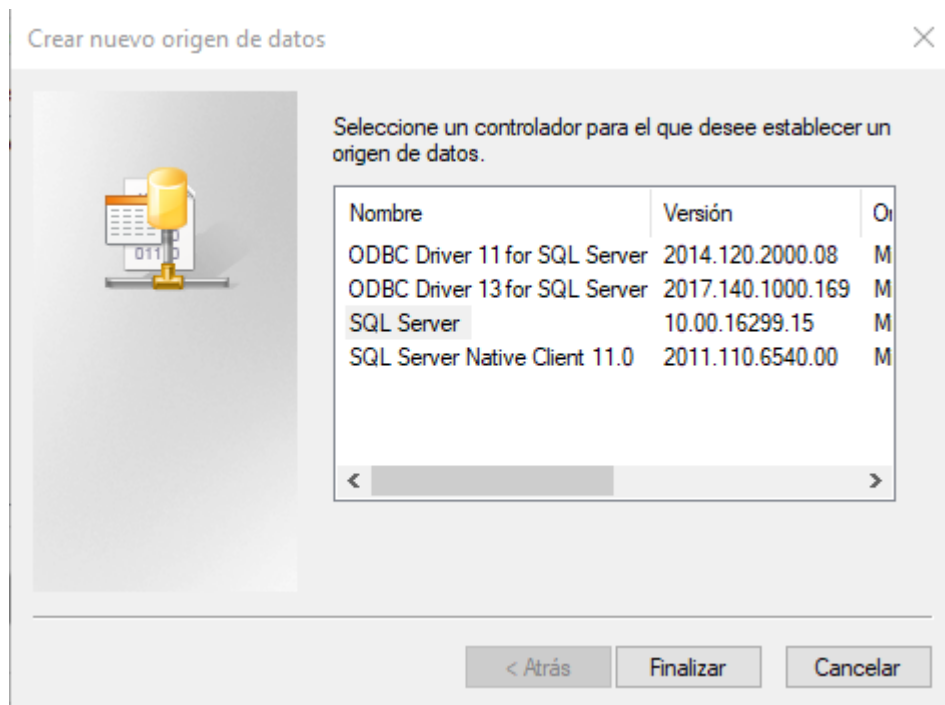 Crear nuevo origen de datos
Seleccione un controlador para el que desee establecer un
origen de datos.
Nombre Versión
ODBC Driver 11 for SQL Server 2014.120.2000.08 M
ODBC Driver 13 for SQL Server 2017.140.1000.169 M
SQL Server 10.00.16299.15 M
SQL Server Native Client 11.0 2011.110.6540.00 M
< Atrás Finalizar Cancelar